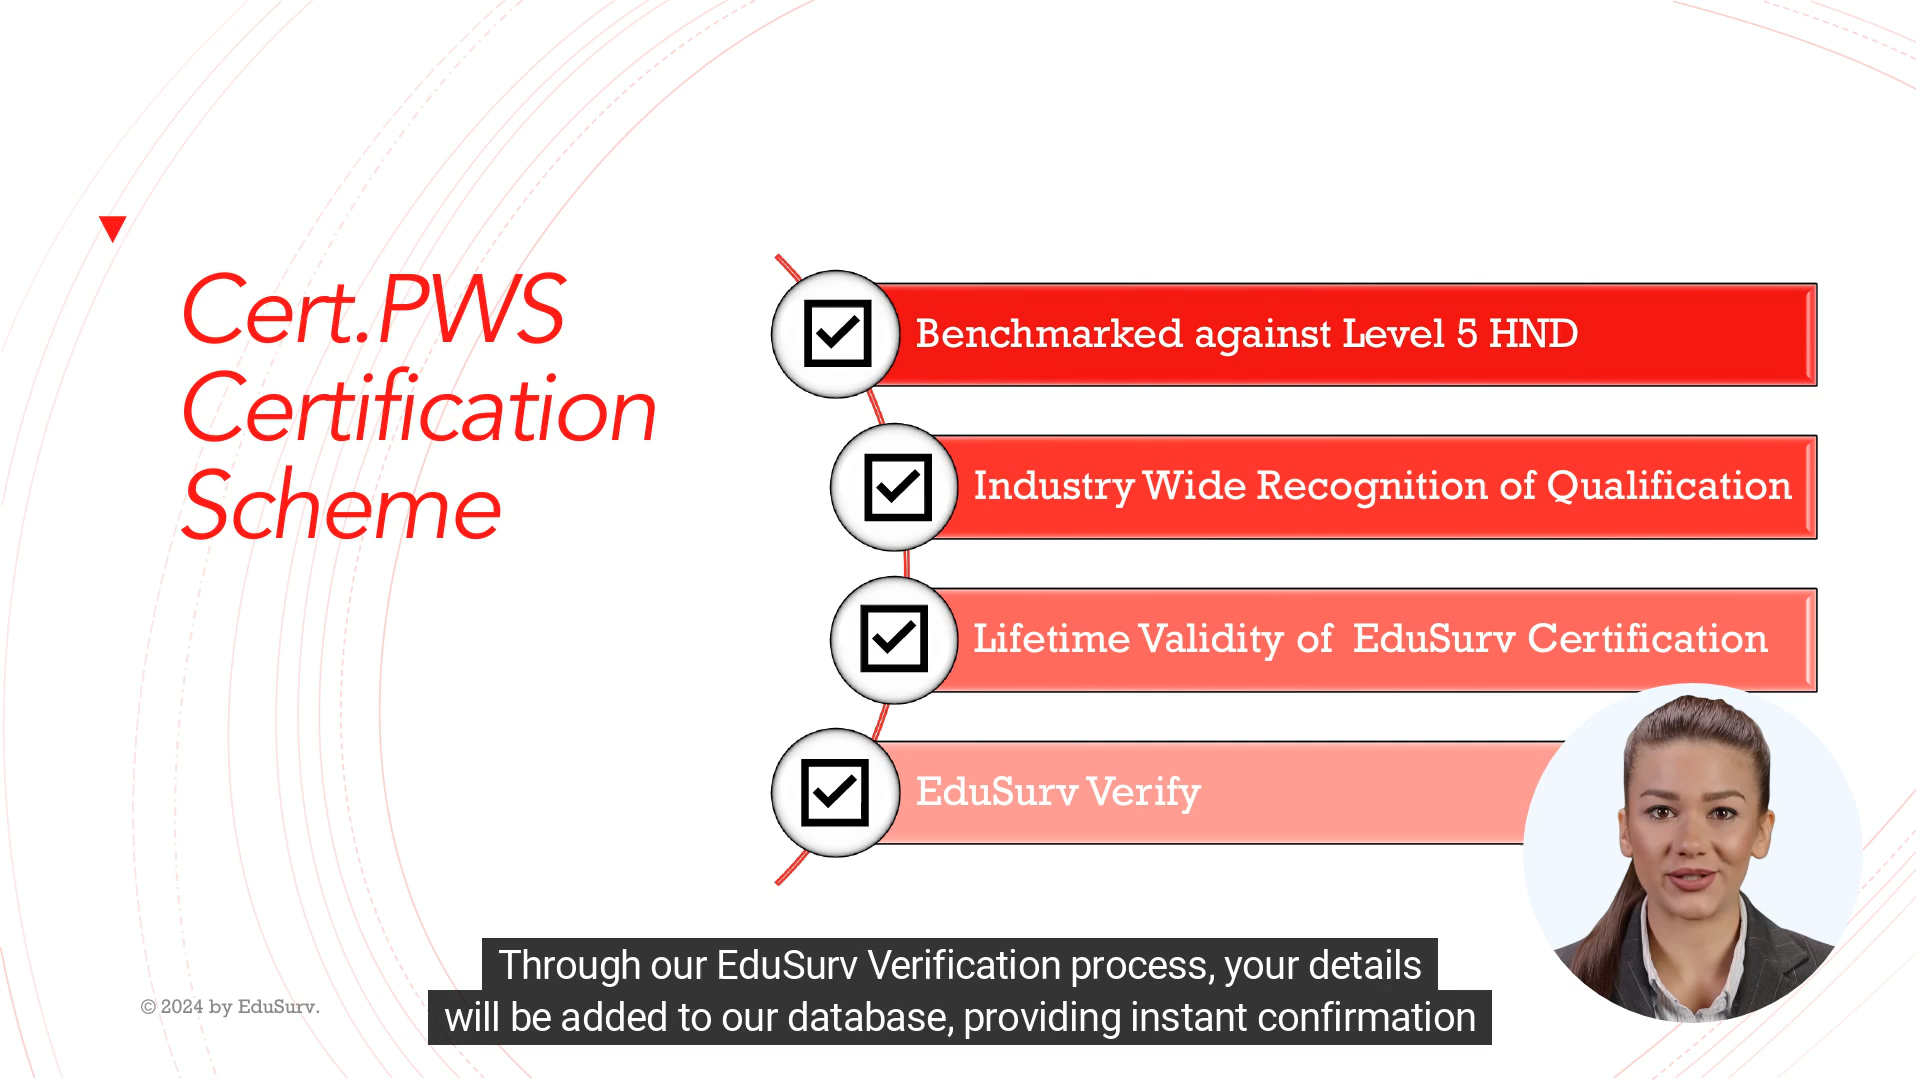 Cert.PWS
Certification
Scheme
Benchmarked against Level 5 HND
Industry Wide Recognition of Qualification
Lifetime Validity of EduSurv Certification
EduSurv Verify
Through our EduSurv Verification process, your details
will be added to our database, providing instant confirmation
© 2024 by EduSurv.